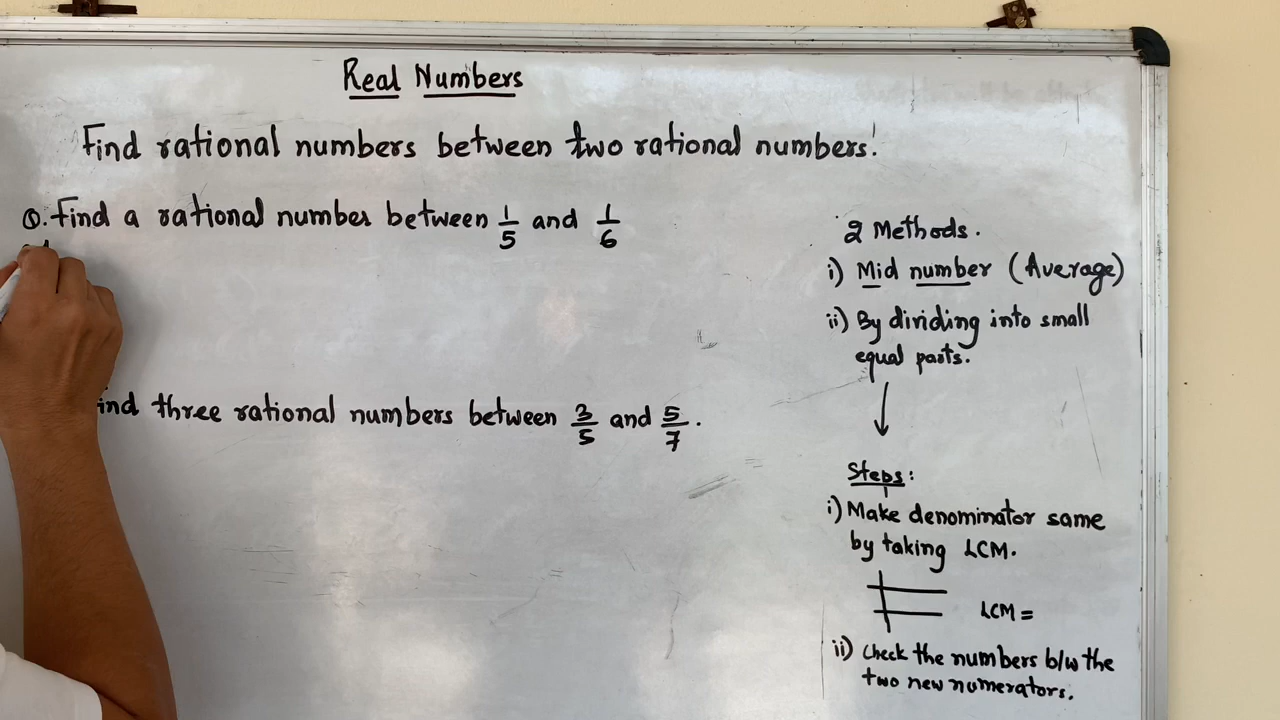 Real Numbers
Find rational numbers between two rational numbers.
Q. Find a rational number between 1/5 and 1/6
2 Methods.
i) Mid number (Average)
ii) By dividing into small
equal parts.
ind three rational numbers between 3/5 and 5/7.
Steps:
i) Make denominator same
by taking LCM.
LCM =
ii) Check the numbers b/w the
two new numerators.